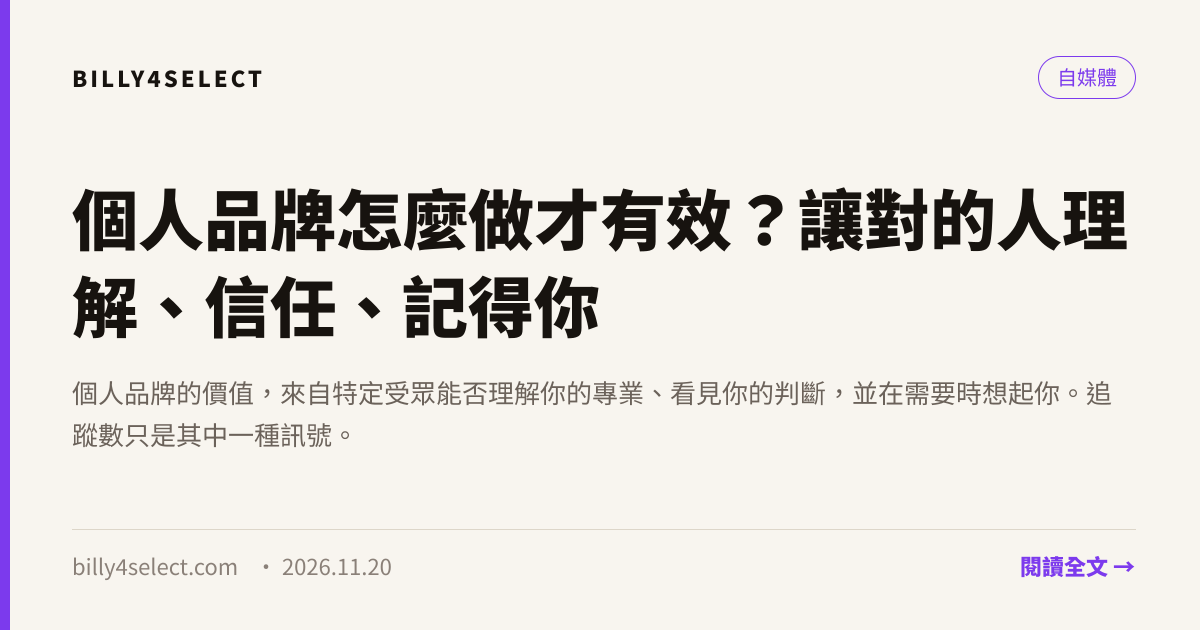 BILLY4SELECT
自媒體
個人品牌怎麼做才有效？讓對的人理
解、信任、記得你
個人品牌的價值，來自特定受眾能否理解你的專業、看見你的判斷，並在需要時想起你。追
蹤數只是其中一種訊號。
billy4select.com ・ 2026.11.20
閱讀全文 →